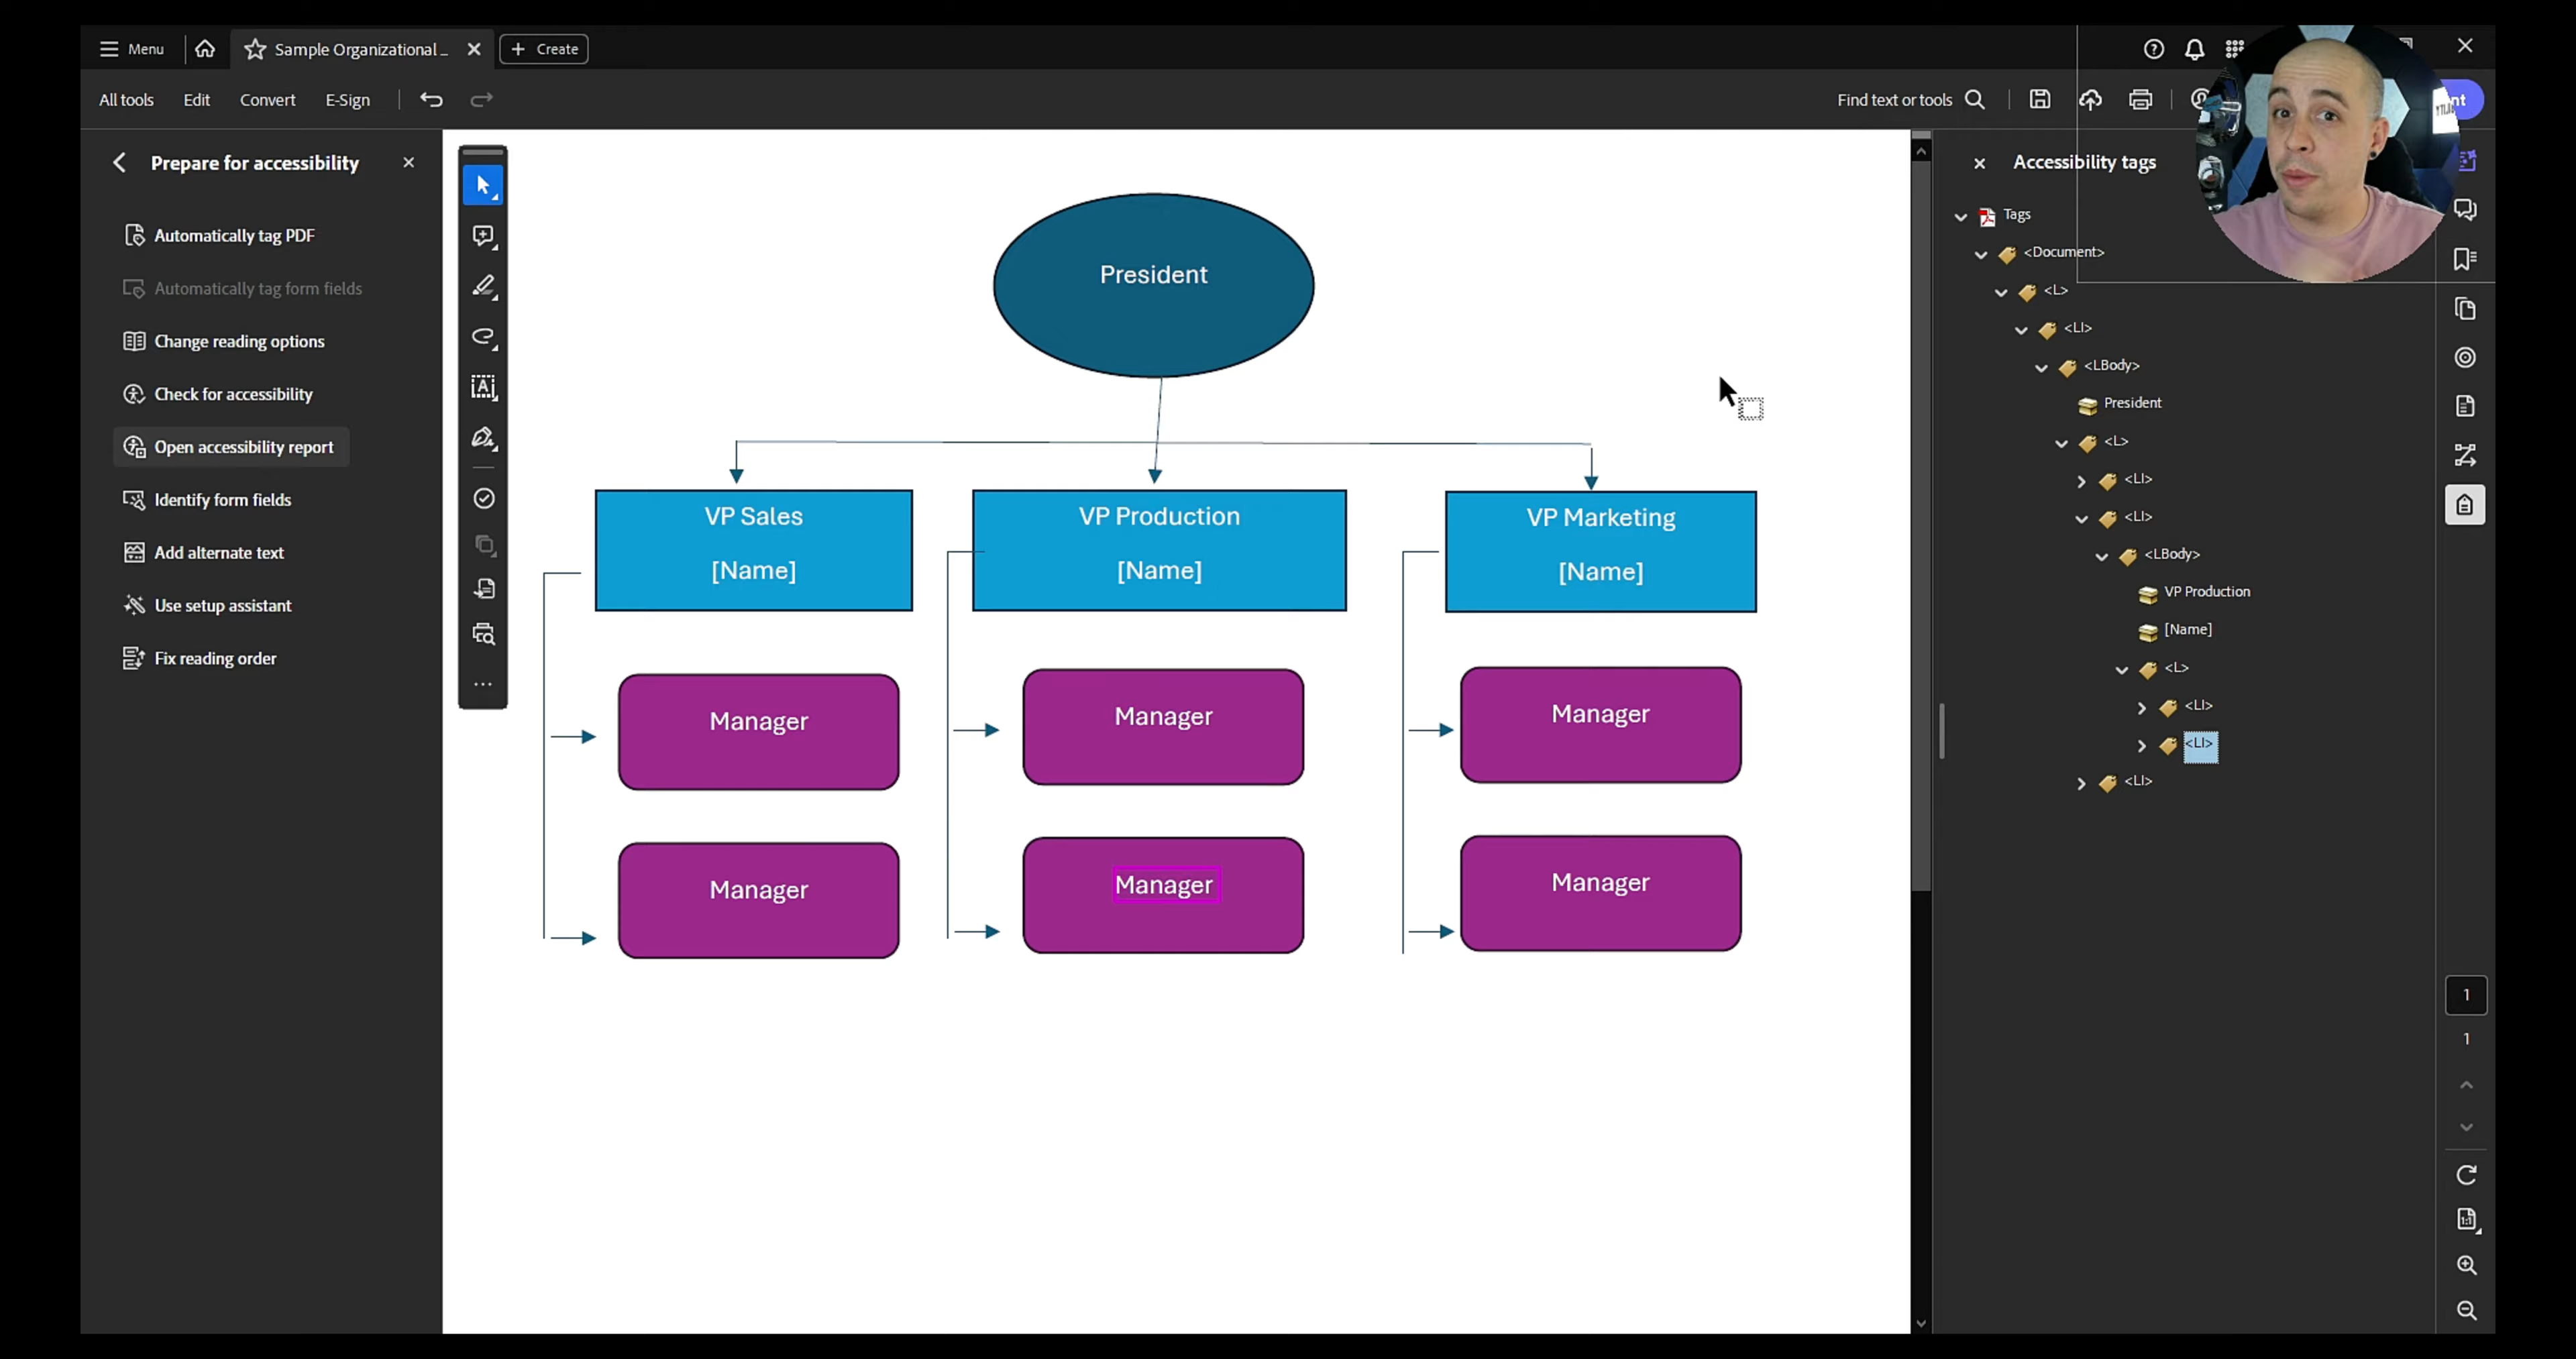 Menu
Sample Organizational _
Create
All tools
Edit
Convert
E-Sign
Find text or tools
nt
Prepare for accessibility
Automatically tag PDF
Automatically tag form fields
Change reading options
Check for accessibility
Open accessibility report
Identify form fields
Add alternate text
Use setup assistant
Fix reading order
President
VP Sales
[Name]
VP Production
[Name]
VP Marketing
[Name]
Manager
Manager
Manager
Manager
Manager
Manager
Accessibility tags
Tags
<Document>
<L>
<LI>
<LBody>
President
<L>
<LI>
<LI>
<LBody>
VP Production
[Name]
<L>
<LI>
<LI>
<LI>
1
1